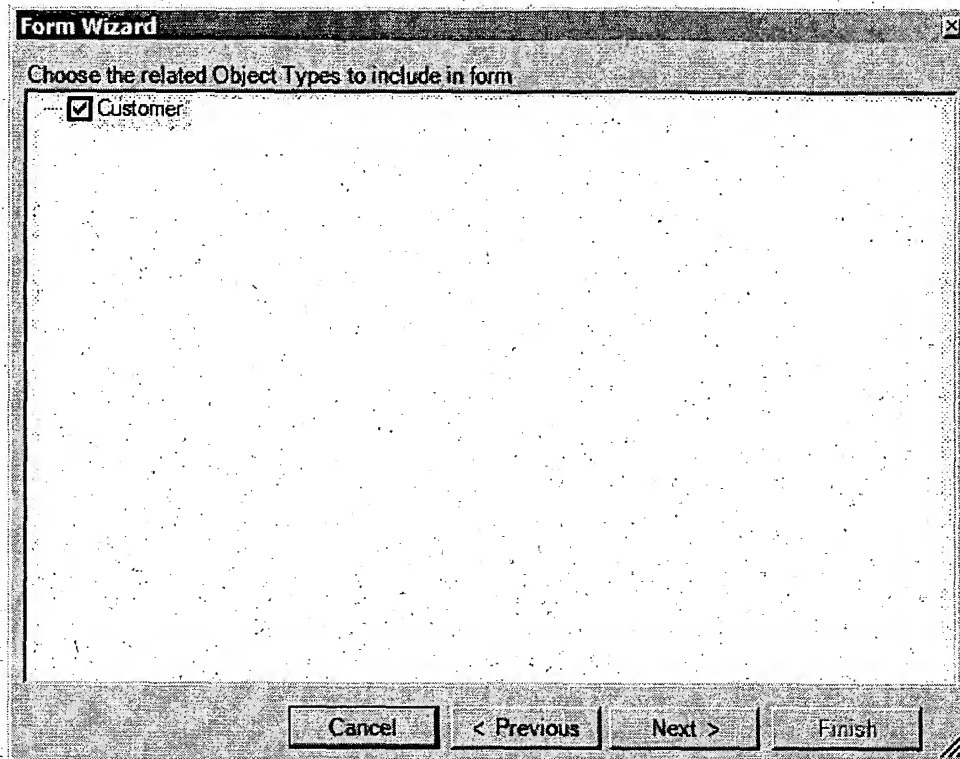 Form Wizard
Choose the related Object Types to include in form
Customer
Cancel
< Previous
Next >
Finish